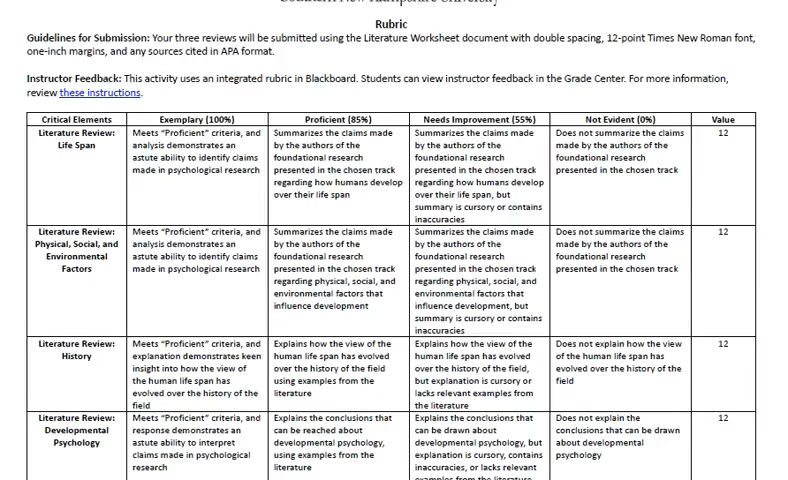 Southern New Hampshire University
Rubric
Guidelines for Submission: Your three reviews will be submitted using the Literature Worksheet document with double spacing, 12-point Times New Roman font,
one-inch margins, and any sources cited in APA format.
Instructor Feedback: This activity uses an integrated rubric in Blackboard. Students can view instructor feedback in the Grade Center. For more information,
review these instructions.
Critical Elements
Exemplary (100%)
Proficient (85%)
Needs Improvement (55%)
Not Evident (0%)
Value
Literature Review:
Life Span
Meets "Proficient" criteria, and
analysis demonstrates an
astute ability to identify claims
made in psychological research
Summarizes the claims made
by the authors of the
foundational research
presented in the chosen track
regarding how humans develop
over their life span
Summarizes the claims made
by the authors of the
foundational research
presented in the chosen track
regarding how humans develop
over their life span, but
summary is cursory or contains
inaccuracies
Does not summarize the claims
made by the authors of the
foundational research
presented in the chosen track
12
Literature Review:
Physical, Social, and
Environmental
Factors
Meets "Proficient" criteria, and
analysis demonstrates an
astute ability to identify claims
made in psychological research
Summarizes the claims made
by the authors of the
foundational research
presented in the chosen track
regarding physical, social, and
environmental factors that
influence development
Summarizes the claims made
by the authors of the
foundational research
presented in the chosen track
regarding physical, social, and
environmental factors that
influence development, but
summary is cursory or contains
inaccuracies
Does not summarize the claims
made by the authors of the
foundational research
presented in the chosen track
12
Literature Review:
History
Meets "Proficient" criteria, and
explanation demonstrates keen
insight into how the view of
the human life span has
evolved over the history of the
field
Explains how the view of the
human life span has evolved
over the history of the field
using examples from the
literature
Explains how the view of the
human life span has evolved
over the history of the field,
but explanation is cursory or
lacks relevant examples from
the literature
Does not explain how the view
of the human life span has
evolved over the history of the
field
12
Literature Review:
Developmental
Psychology
Meets "Proficient" criteria, and
response demonstrates an
astute ability to interpret
claims made in psychological
research
Explains the conclusions that
can be reached about
developmental psychology,
using examples from the
literature
Explains the conclusions that
can be drawn about
developmental psychology, but
explanation is cursory, contains
inaccuracies, or lacks relevant
examples from the literature
Does not explain the
conclusions that can be drawn
about developmental
psychology
12